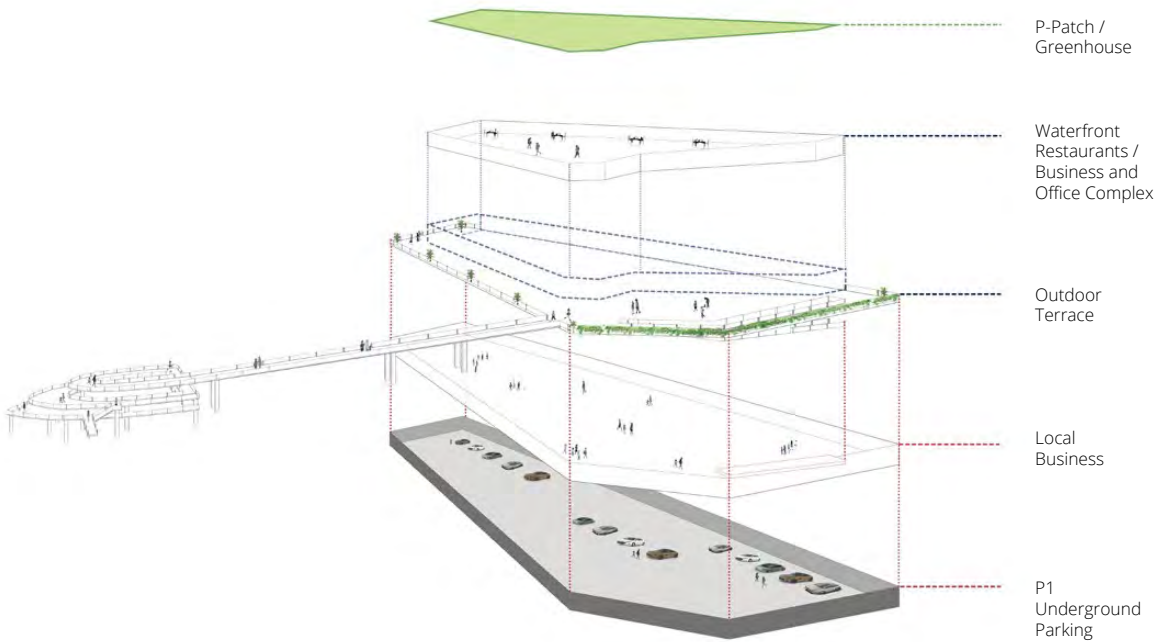 P-Patch /
Greenhouse
Waterfront
Restaurants /
Business and
Office Complex
Outdoor
Terrace
Local
Business
P1
Underground
Parking